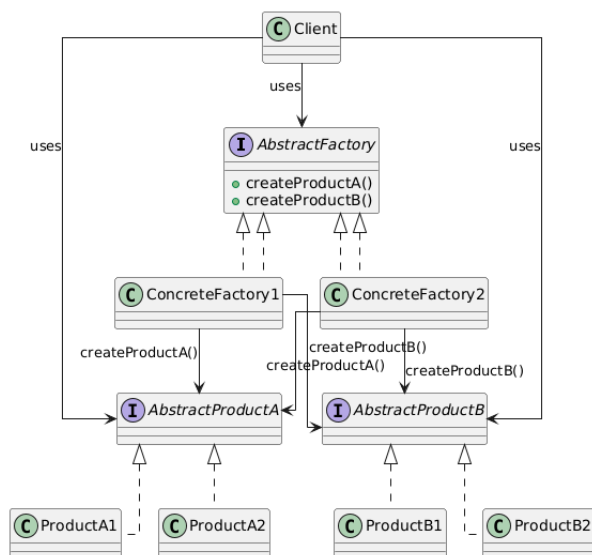 C Client
uses
uses
uses
I AbstractFactory
createProductA()
createProductB()
C ConcreteFactory1
C ConcreteFactory2
createProductA()
createProductB()
createProductA()
createProductB()
I AbstractProductA
I AbstractProductB
C ProductA1
C ProductA2
C ProductB1
C ProductB2